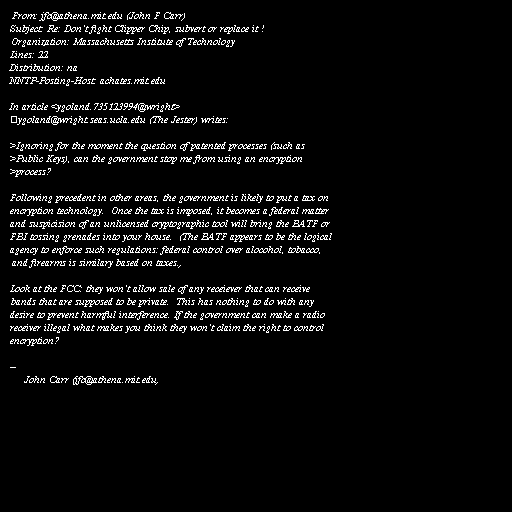 From: jfc@athena.mit.edu (John F Carr)
Subject: Re: Don't fight Clipper Chip, subvert or replace it !
Organization: Massachusetts Institute of Technology
Lines: 22
Distribution: na
NNTP-Posting-Host: achates.mit.edu

In article <ygoland.735123994@wright>
ygoland@wright.seas.ucla.edu (The Jester) writes:

>Ignoring for the moment the question of patented processes (such as
>Public Keys), can the government stop me from using an encryption
>process?

Following precedent in other areas, the government is likely to put a tax on
encryption technology.  Once the tax is imposed, it becomes a federal matter
and suspicision of an unlicensed cryptographic tool will bring the BATF or
FBI tossing grenades into your house.  (The BATF appears to be the logical
agency to enforce such regulations: federal control over alocohol, tobacco,
and firearms is similary based on taxes.,

Look at the FCC: they won't allow sale of any receiever that can receive
bands that are supposed to be private.  This has nothing to do with any
desire to prevent harmful interference. If the government can make a radio
receiver illegal what makes you think they won't claim the right to control
encryption?

--
John Carr (jfc@athena.mit.edu,